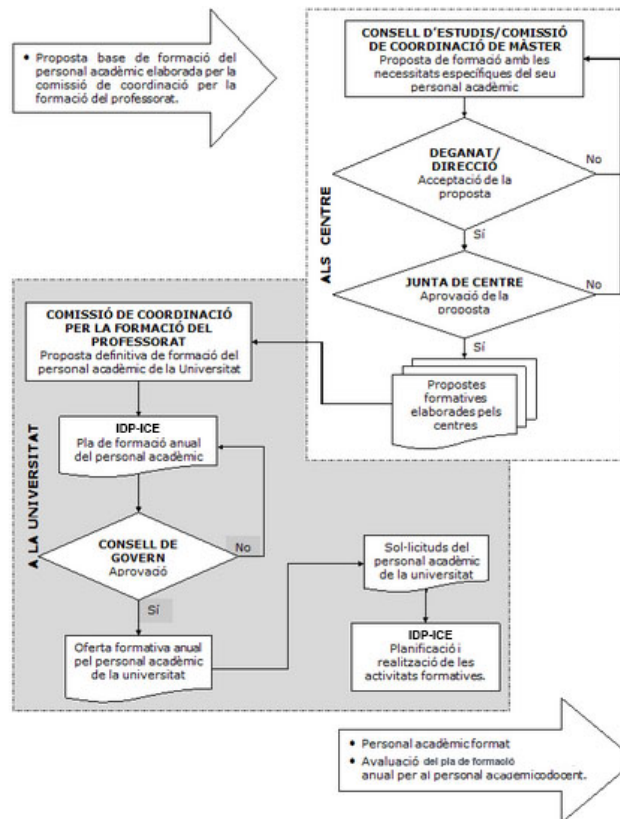 • Proposta base de formació del
personal acadèmic elaborada per la
comissió de coordinació per la
formació del professorat.
CONSELL D'ESTUDIS/COMISSIÓ
DE COORDINACIÓ DE MÀSTER
Proposta de formació amb les
necessitats específiques del seu
personal acadèmic
DEGANAT/
DIRECCIÓ
Acceptació de la
proposta
No
Sí
ALS CENTRE
JUNTA DE CENTRE
Aprovació de la
proposta
No
Sí
Propostes
formatives
elaborades pels
centres
COMISSIÓ DE COORDINACIÓ
PER LA FORMACIÓ DEL
PROFESSORAT
Proposta definitiva de formació del
personal acadèmic de la Universitat
A LA UNIVERSITAT
IDP-ICE
Pla de formació anual
del personal acadèmic
CONSELL DE
GOVERN
Aprovació
No
Sí
Oferta formativa anual
pel personal acadèmic
de la universitat
Sol·licituds del
personal acadèmic
de la universitat
IDP-ICE
Planificació i
realització de les
activitats formatives.
• Personal acadèmic format
• Avaluació del pla de formació
anual per al personal academicodocent.